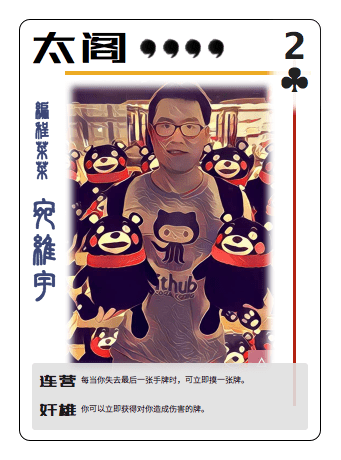 太阁
2
編程菜菜
宛維宇
github
连营 每当你失去最后一张手牌时，可立即摸一张牌。
奸雄 你可以立即获得对你造成伤害的牌。